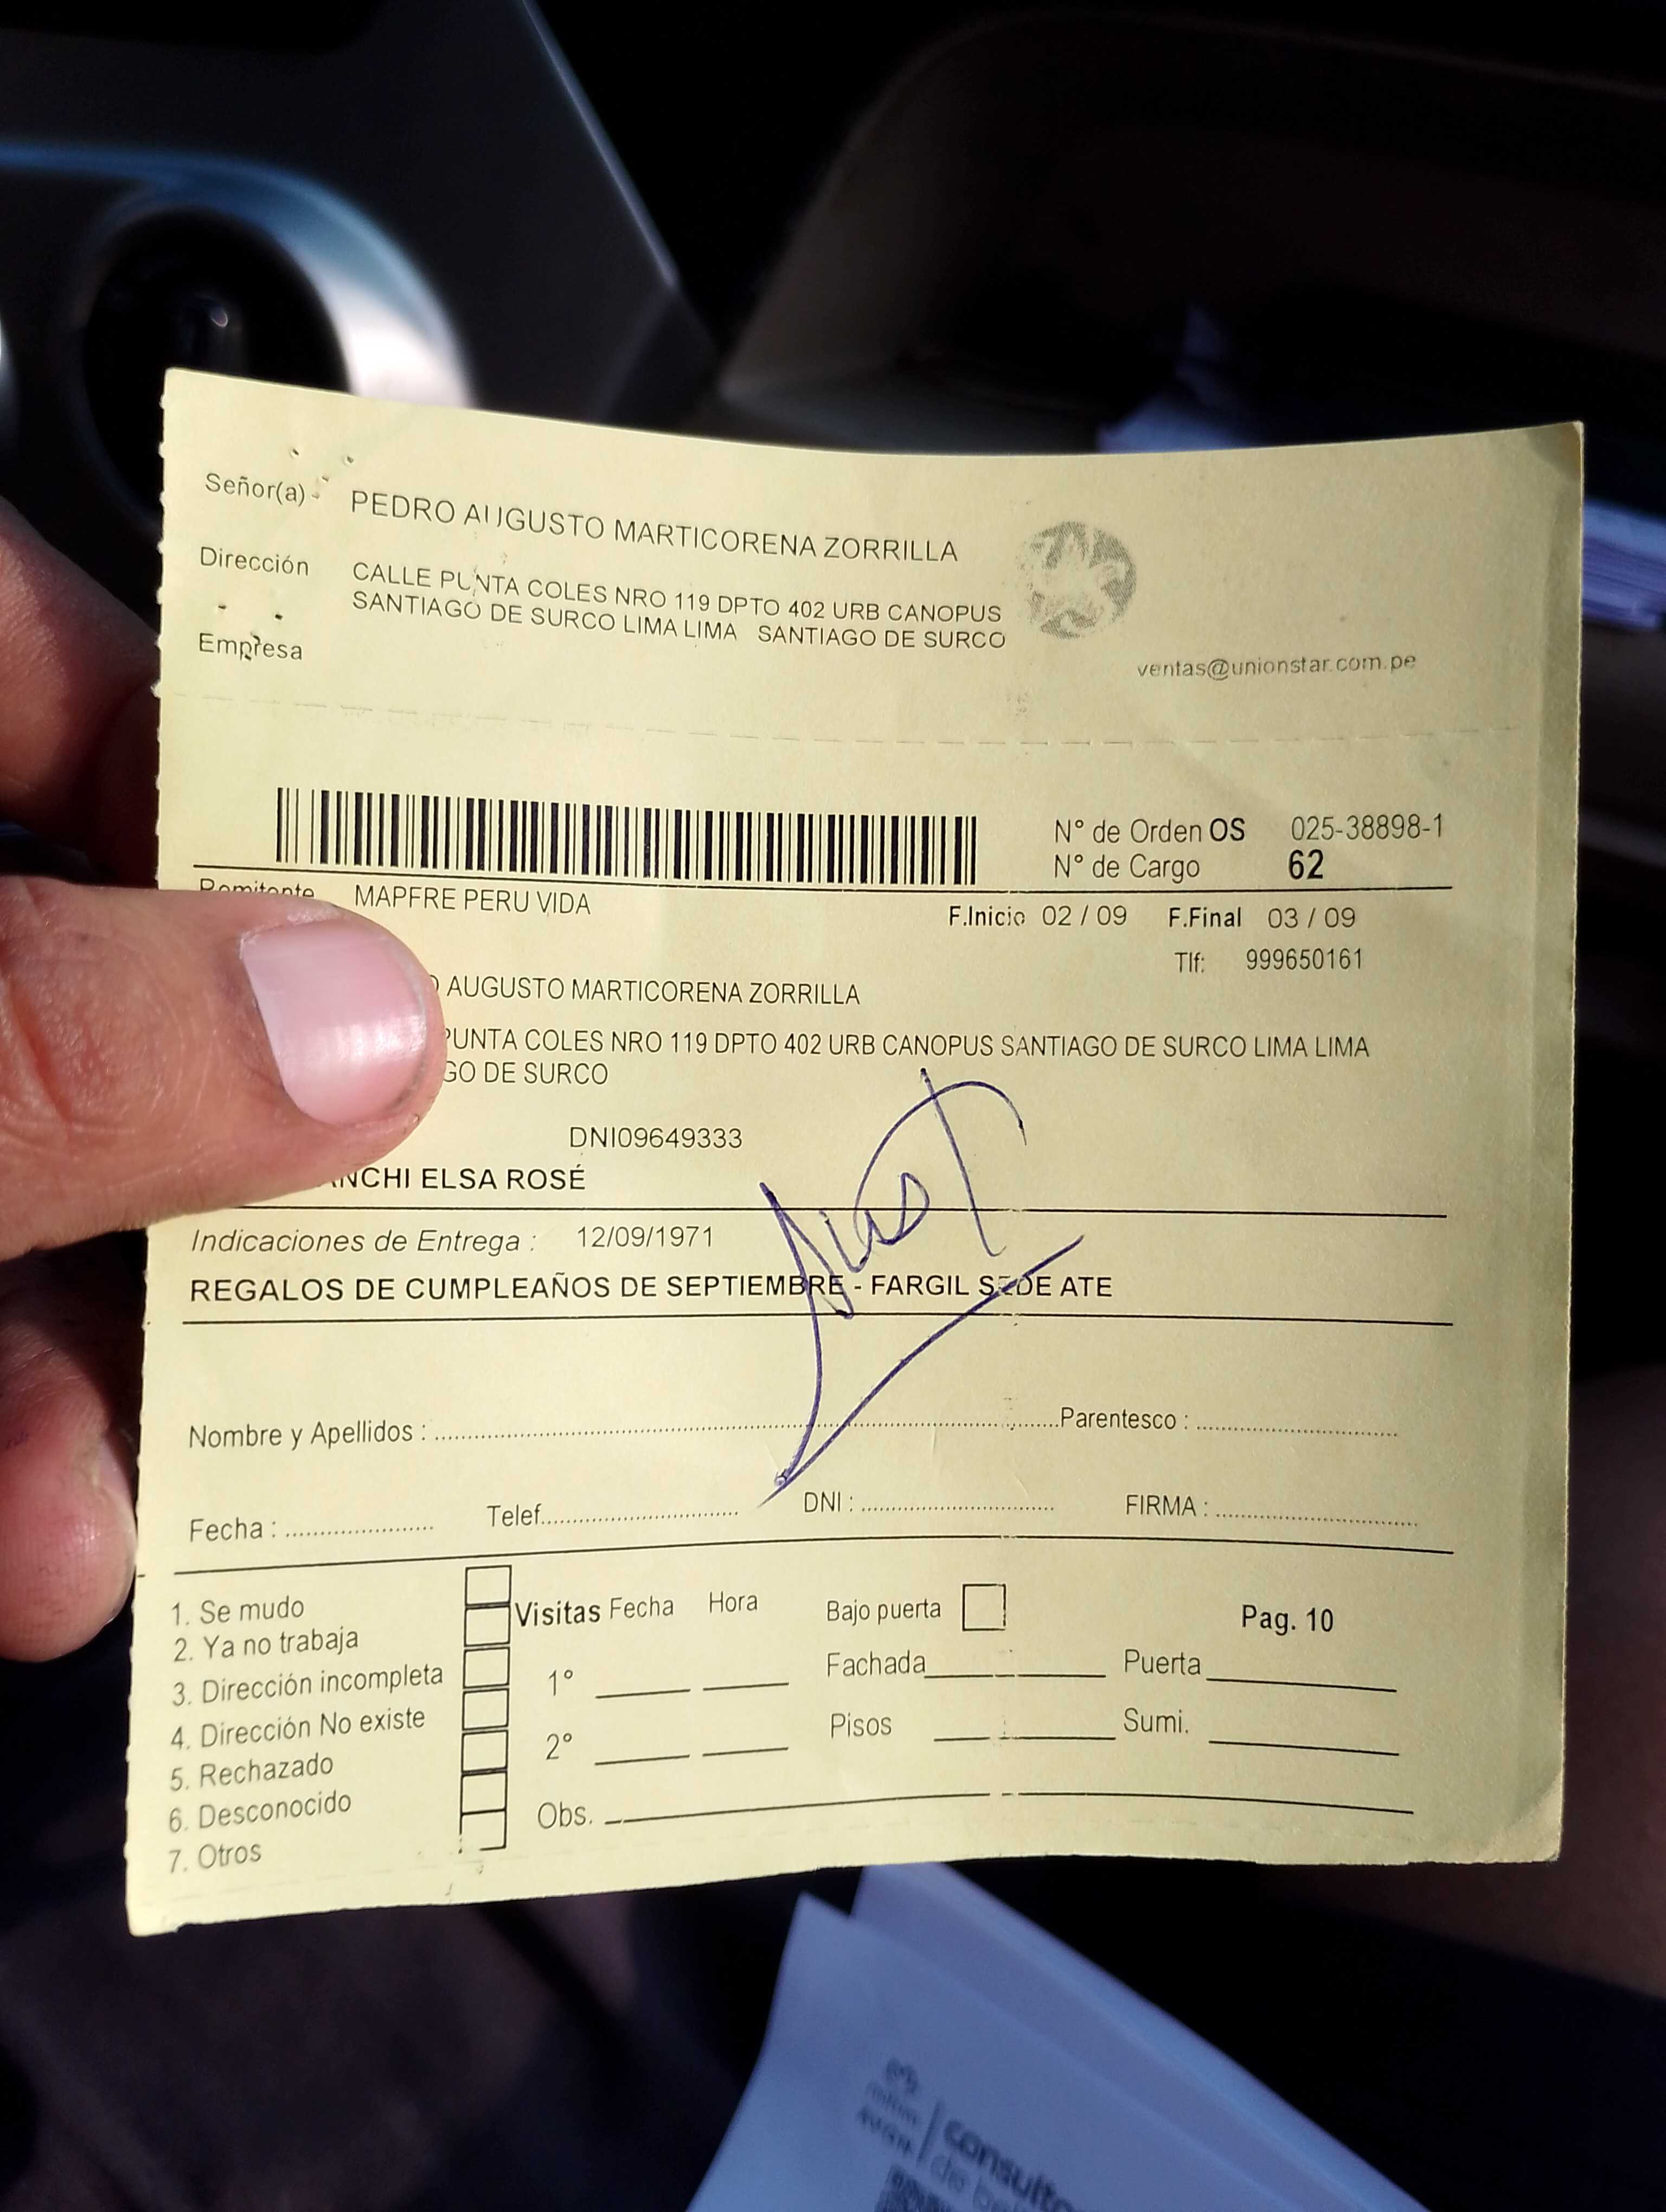 Señor(a) PEDRO AUGUSTO MARTICORENA ZORRILLA
Dirección CALLE PUNTA COLES NRO 119 DPTO 402 URB CANOPUS
SANTIAGO DE SURCO LIMA LIMA SANTIAGO DE SURCO
Empresa
ventas@unionstar.com.pe
N° de Orden OS 025-38898-1
N° de Cargo 62
Remitente MAPFRE PERU VIDA
F.Inicio 02 / 09 F.Final 03 / 09
Tlf: 999650161
AUGUSTO MARTICORENA ZORRILLA
PUNTA COLES NRO 119 DPTO 402 URB CANOPUS SANTIAGO DE SURCO LIMA LIMA
GO DE SURCO
DNI09649333
NCHI ELSA ROSÉ
Indicaciones de Entrega : 12/09/1971
REGALOS DE CUMPLEAÑOS DE SEPTIEMBRE - FARGIL SEDE ATE
Nombre y Apellidos : Parentesco :
Fecha : Telef. DNI : FIRMA :
1. Se mudo
2. Ya no trabaja
3. Dirección incompleta
4. Dirección No existe
5. Rechazado
6. Desconocido
7. Otros
Visitas Fecha Hora
1°
2°
Obs.
Bajo puerta Pag. 10
Fachada Puerta
Pisos Sumi.
consulto
de be